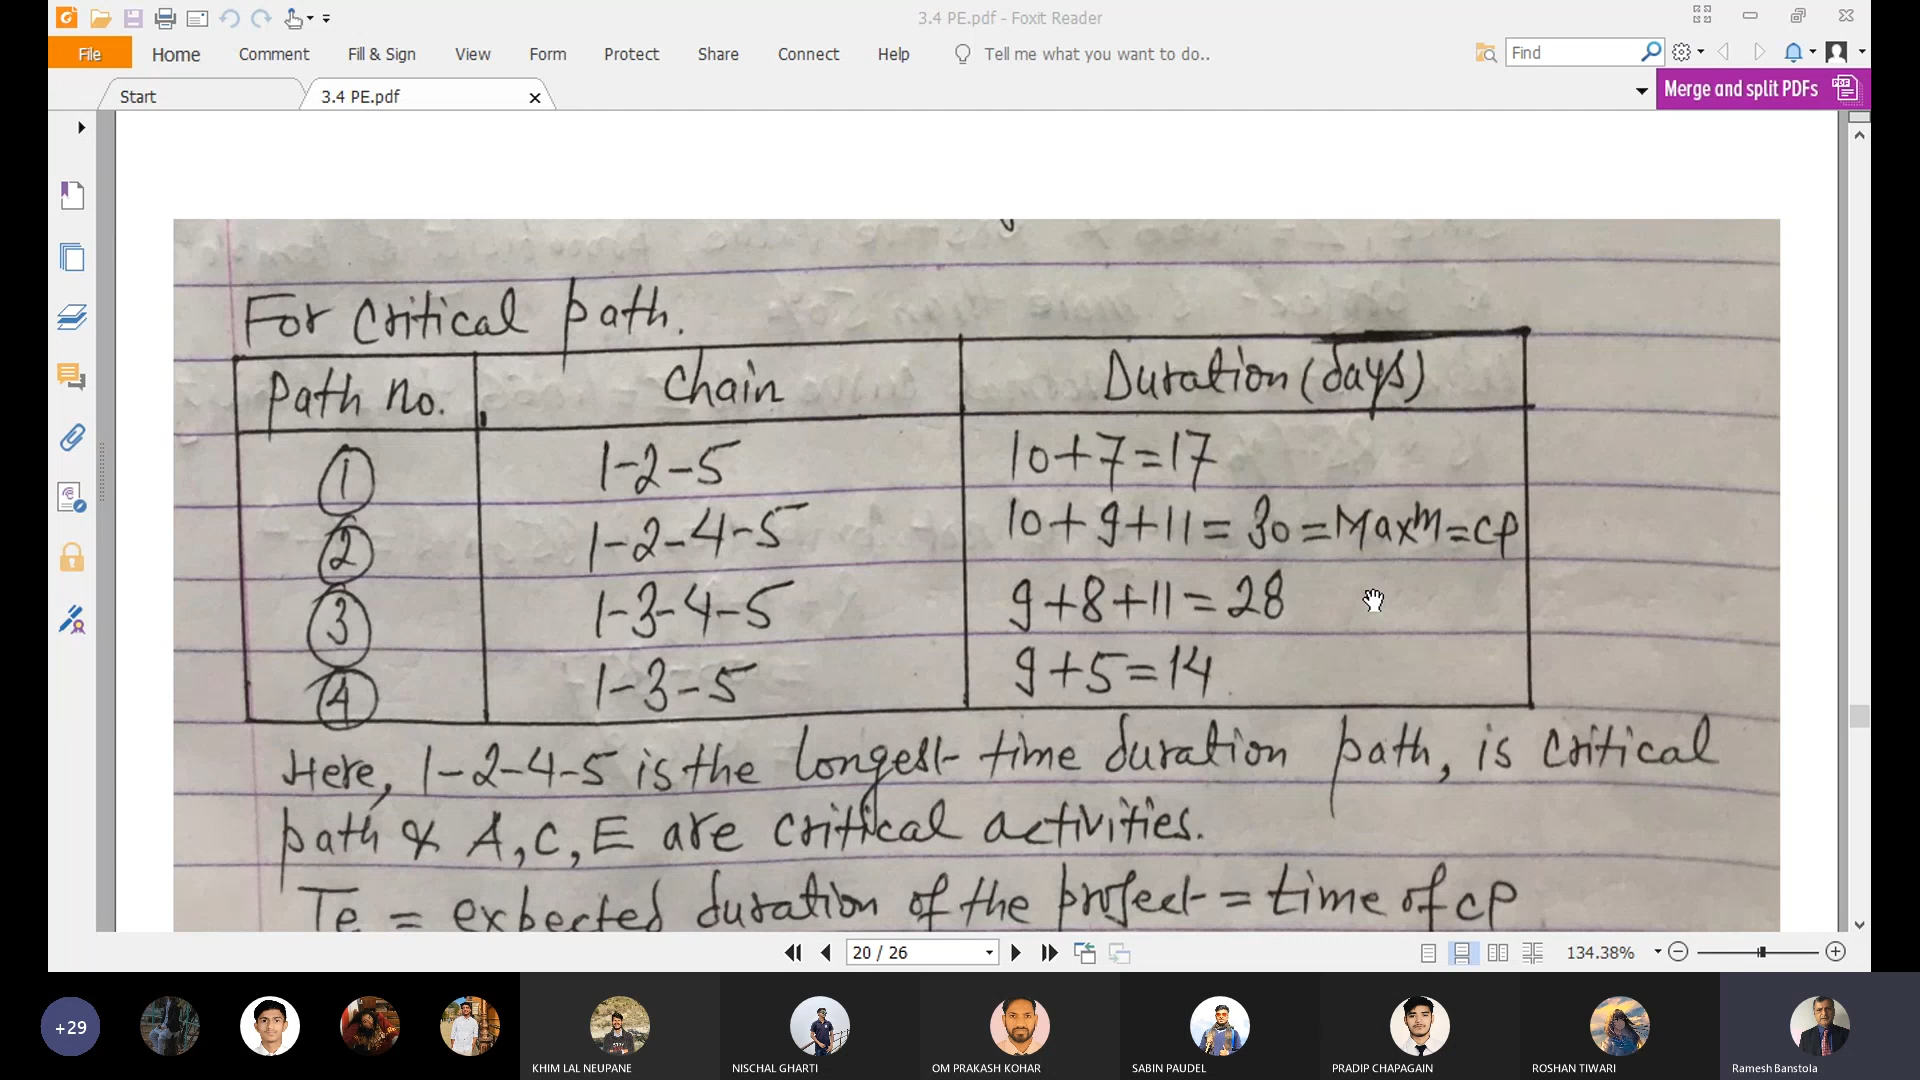 3.4 PE.pdf - Foxit Reader
File Home Comment Fill & Sign View Form Protect Share Connect Help Tell me what you want to do.. Find
Start 3.4 PE.pdf Merge and split PDFs
For critical path.
Path no. Chain Duration (days)
1 1-2-5 10+7=17
2 1-2-4-5 10+9+11=30=Maxm=CP
3 1-3-4-5 9+8+11=28
4 1-3-5 9+5=14
Here, 1-2-4-5 is the longest time duration path, is critical
path & A, C, E are critical activities.
Te = expected duration of the project = time of CP
20 / 26 134.38%
+29 KHIM LAL NEUPANE NISCHAL GHARTI OM PRAKASH KOHAR SABIN PAUDEL PRADIP CHAPAGAIN ROSHAN TIWARI Ramesh Banstola